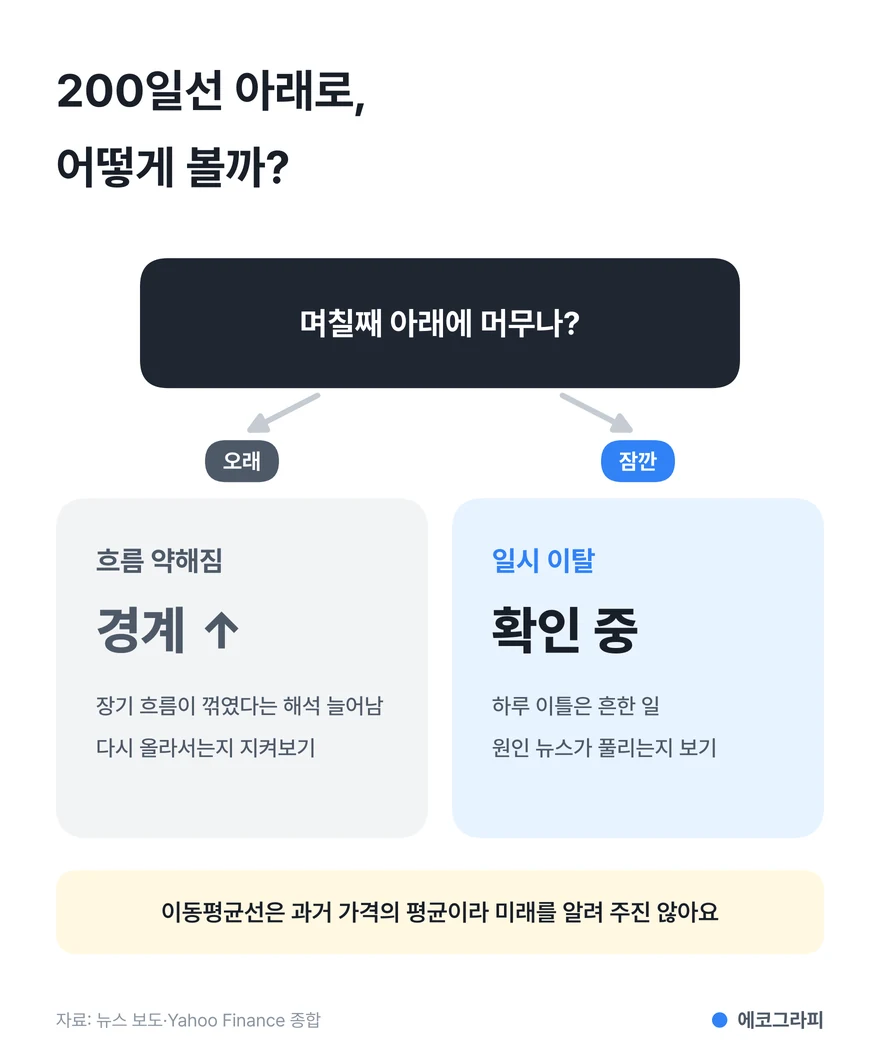 200일선 아래로,
어떻게 볼까?
며칠째 아래에 머무나?
오래
잠깐
흐름 약해짐
경계 ↑
장기 흐름이 꺾였다는 해석 늘어남
다시 올라서는지 지켜보기
일시 이탈
확인 중
하루 이틀은 흔한 일
원인 뉴스가 풀리는지 보기
이동평균선은 과거 가격의 평균이라 미래를 알려 주진 않아요
자료: 뉴스 보도·Yahoo Finance 종합
에코그라피